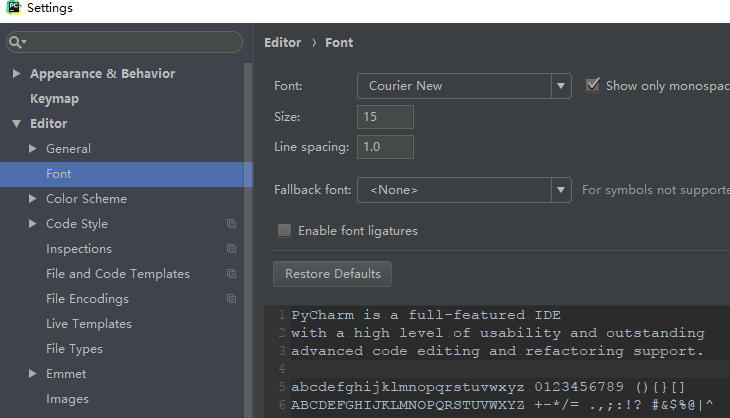 PC
Settings
Appearance & Behavior
Keymap
Editor
General
Font
Color Scheme
Code Style
Inspections
File and Code Templates
File Encodings
Live Templates
File Types
Emmet
Images
Editor › Font
Font: Courier New Show only monospac
Size: 15
Line spacing: 1.0
Fallback font: <None> For symbols not supporte
Enable font ligatures
Restore Defaults
1 PyCharm is a full-featured IDE
2 with a high level of usability and outstanding
3 advanced code editing and refactoring support.
4
5 abcdefghijklmnopqrstuvwxyz 0123456789 (){}[]
6 ABCDEFGHIJKLMNOPQRSTUVWXYZ +-*/= .,;:!? #&$%@|^